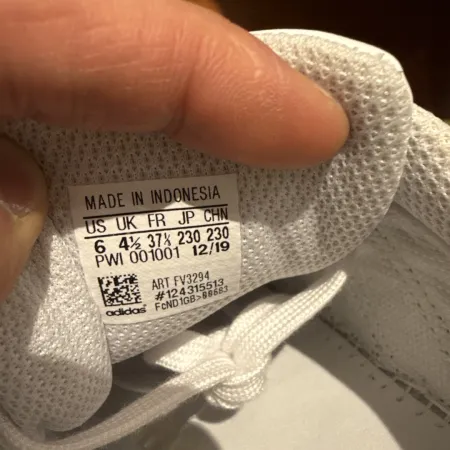 MADE IN INDONESIA
US UK FR JP CHN
6 4½ 37⅓ 230 230
PWI 001001 12/19
ART FV3294
#124315513
adidas